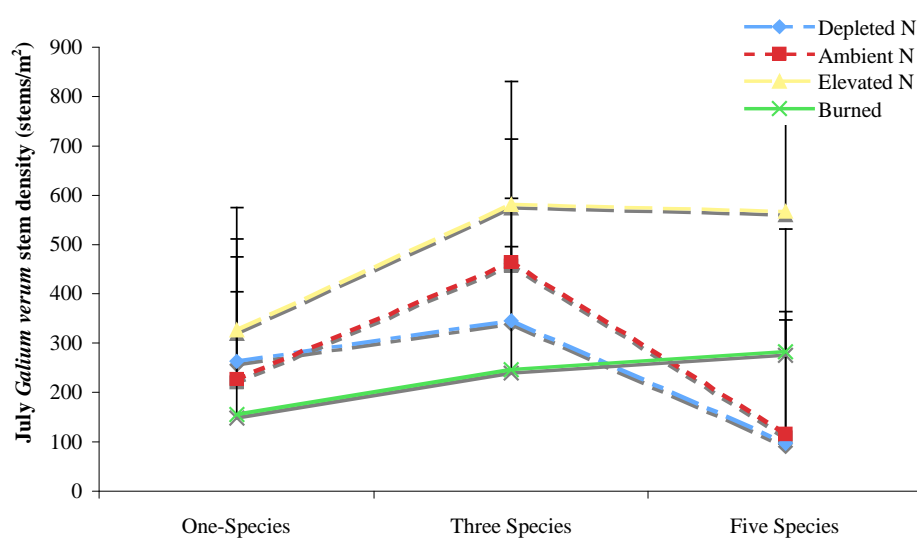 Depleted N
Ambient N
Elevated N
Burned
July Galium verum stem density (stems/m²)
900
800
700
600
500
400
300
200
100
0
One-Species
Three Species
Five Species